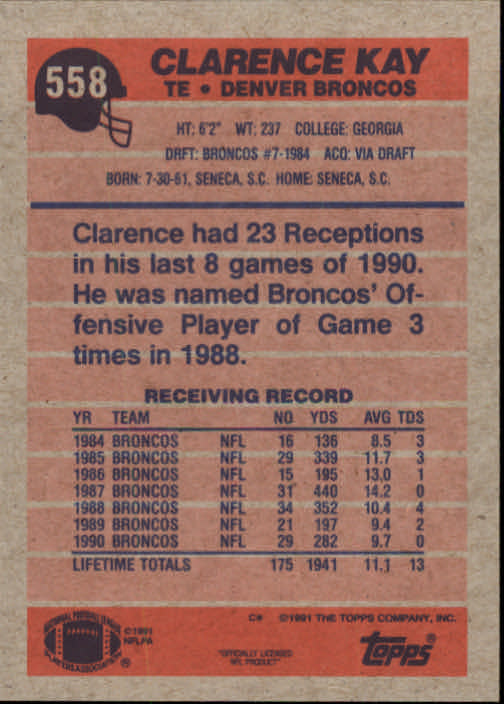 558
CLARENCE KAY
TE • DENVER BRONCOS
HT: 6'2" WT: 237 COLLEGE: GEORGIA
DRFT: BRONCOS #7-1984 ACQ: VIA DRAFT
BORN: 7-30-61, SENECA, S.C. HOME: SENECA, S.C.
Clarence had 23 Receptions
in his last 8 games of 1990.
He was named Broncos' Of-
fensive Player of Game 3
times in 1988.
RECEIVING RECORD
YR TEAM NO YDS AVG TDS
1984 BRONCOS NFL 16 136 8.5 3
1985 BRONCOS NFL 29 339 11.7 3
1986 BRONCOS NFL 15 195 13.0 1
1987 BRONCOS NFL 31 440 14.2 0
1988 BRONCOS NFL 34 352 10.4 4
1989 BRONCOS NFL 21 197 9.4 2
1990 BRONCOS NFL 29 282 9.7 0
LIFETIME TOTALS 175 1941 11.1 13
C* ©1991 THE TOPPS COMPANY, INC.
NATIONAL FOOTBALL LEAGUE
PLAYERS ASSOCIATION
®
©1991
NFLPA
"OFFICIALLY LICENSED
NFL PRODUCT"
Topps®